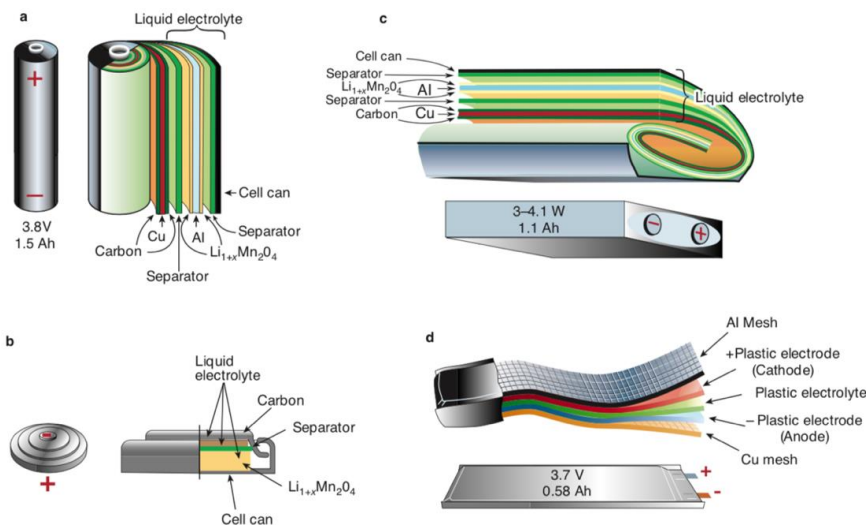 a
Liquid electrolyte
+
−
3.8V
1.5 Ah
Cell can
Cu
Al
Separator
Carbon
Li1+xMn2O4
Separator
c
Cell can
Separator
Li1+xMn2O4
Al
Separator
Carbon
Cu
Liquid electrolyte
3–4.1 W
1.1 Ah
−
+
b
Liquid
electrolyte
Carbon
Separator
Li1+xMn2O4
Cell can
+
d
Al Mesh
+Plastic electrode
(Cathode)
Plastic electrolyte
− Plastic electrode
(Anode)
Cu mesh
3.7 V
0.58 Ah
+
-